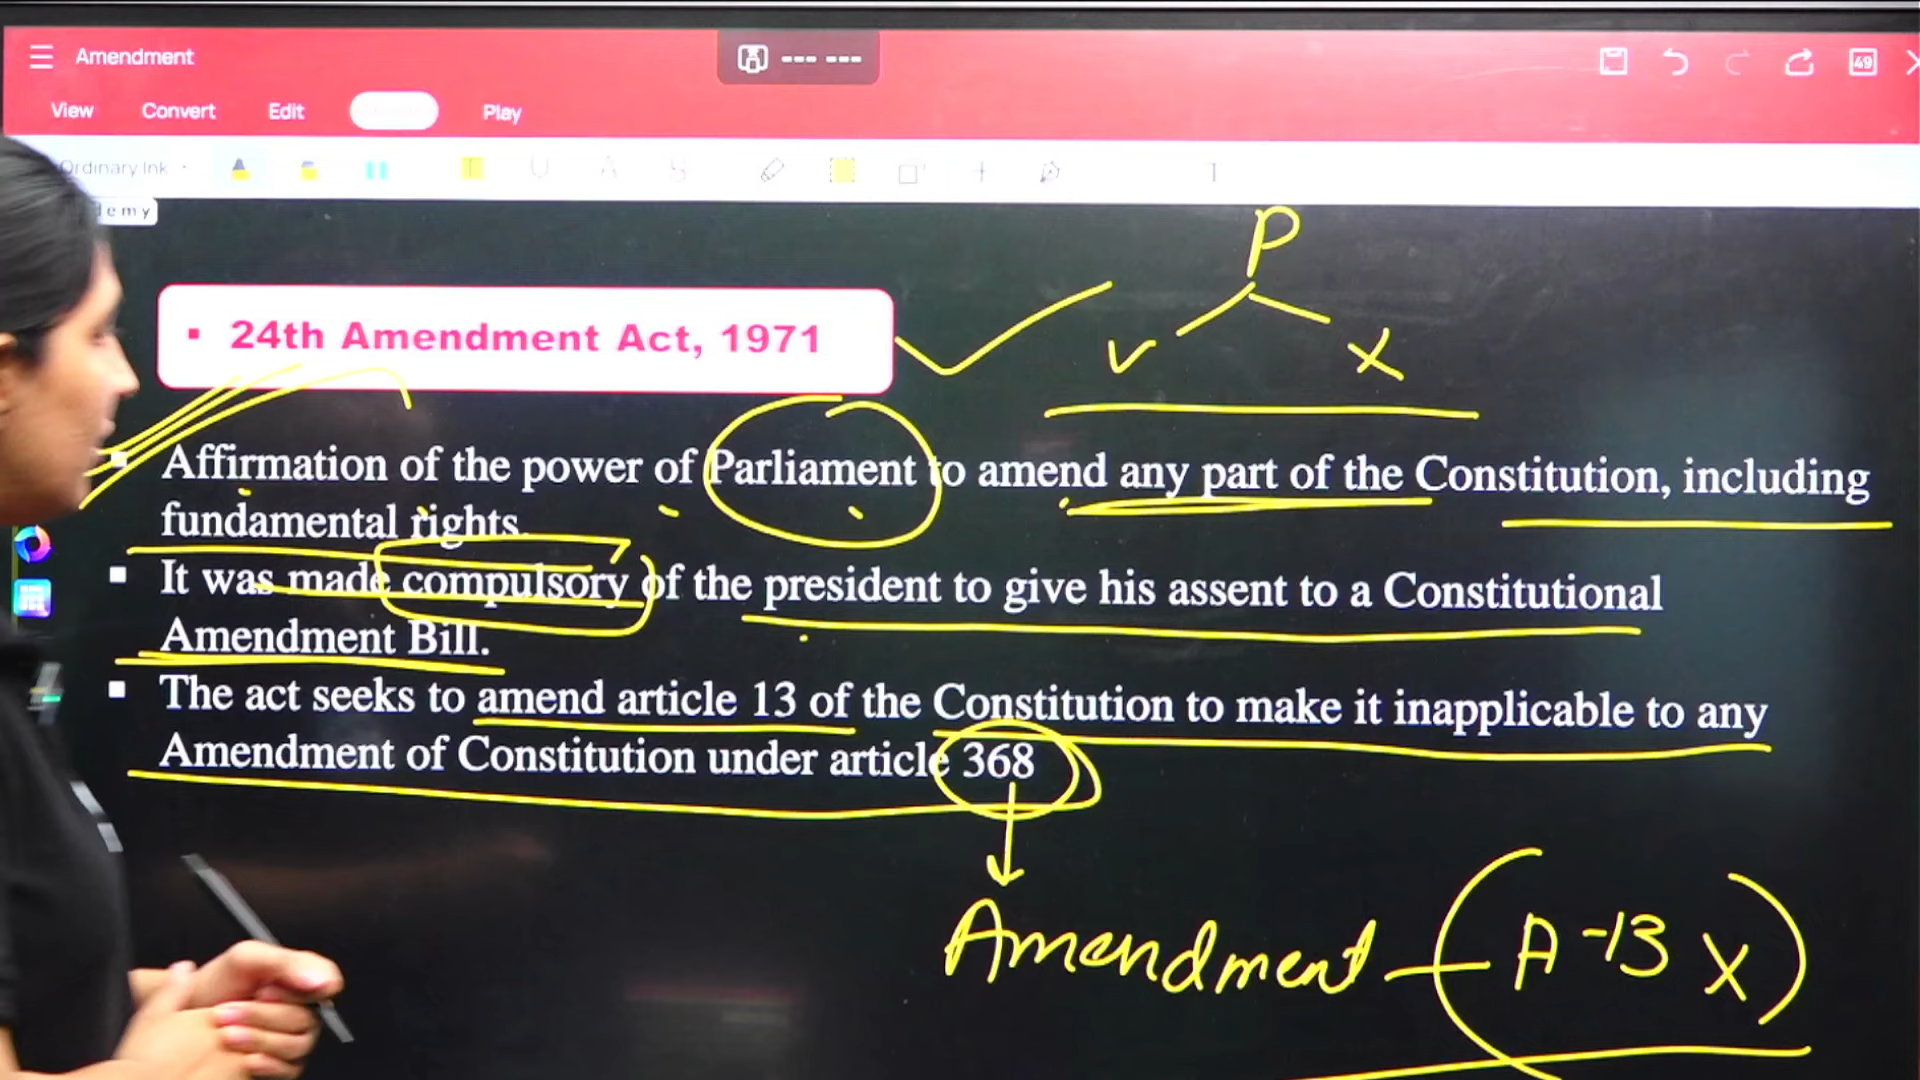 Amendment
49
View Convert Edit Play
Ordinary Ink
demy
P
24th Amendment Act, 1971
Affirmation of the power of Parliament to amend any part of the Constitution, including
fundamental rights.
It was made compulsory of the president to give his assent to a Constitutional
Amendment Bill.
The act seeks to amend article 13 of the Constitution to make it inapplicable to any
Amendment of Constitution under article 368
Amendment - (A-13 X)